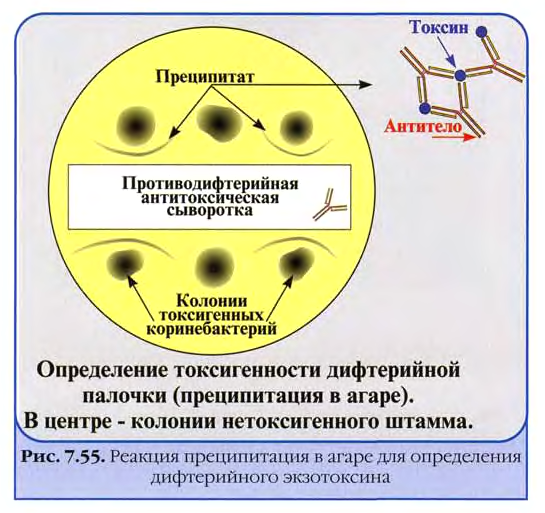 Токсин
Преципитат
Антитело
Противодифтерийная
антитоксическая
сыворотка
Колонии
токсигенных
коринебактерий
Определение токсигенности дифтерийной
палочки (преципитация в агаре).
В центре - колонии нетоксигенного штамма.
Рис. 7.55. Реакция преципитации в агаре для определения
дифтерийного экзотоксина